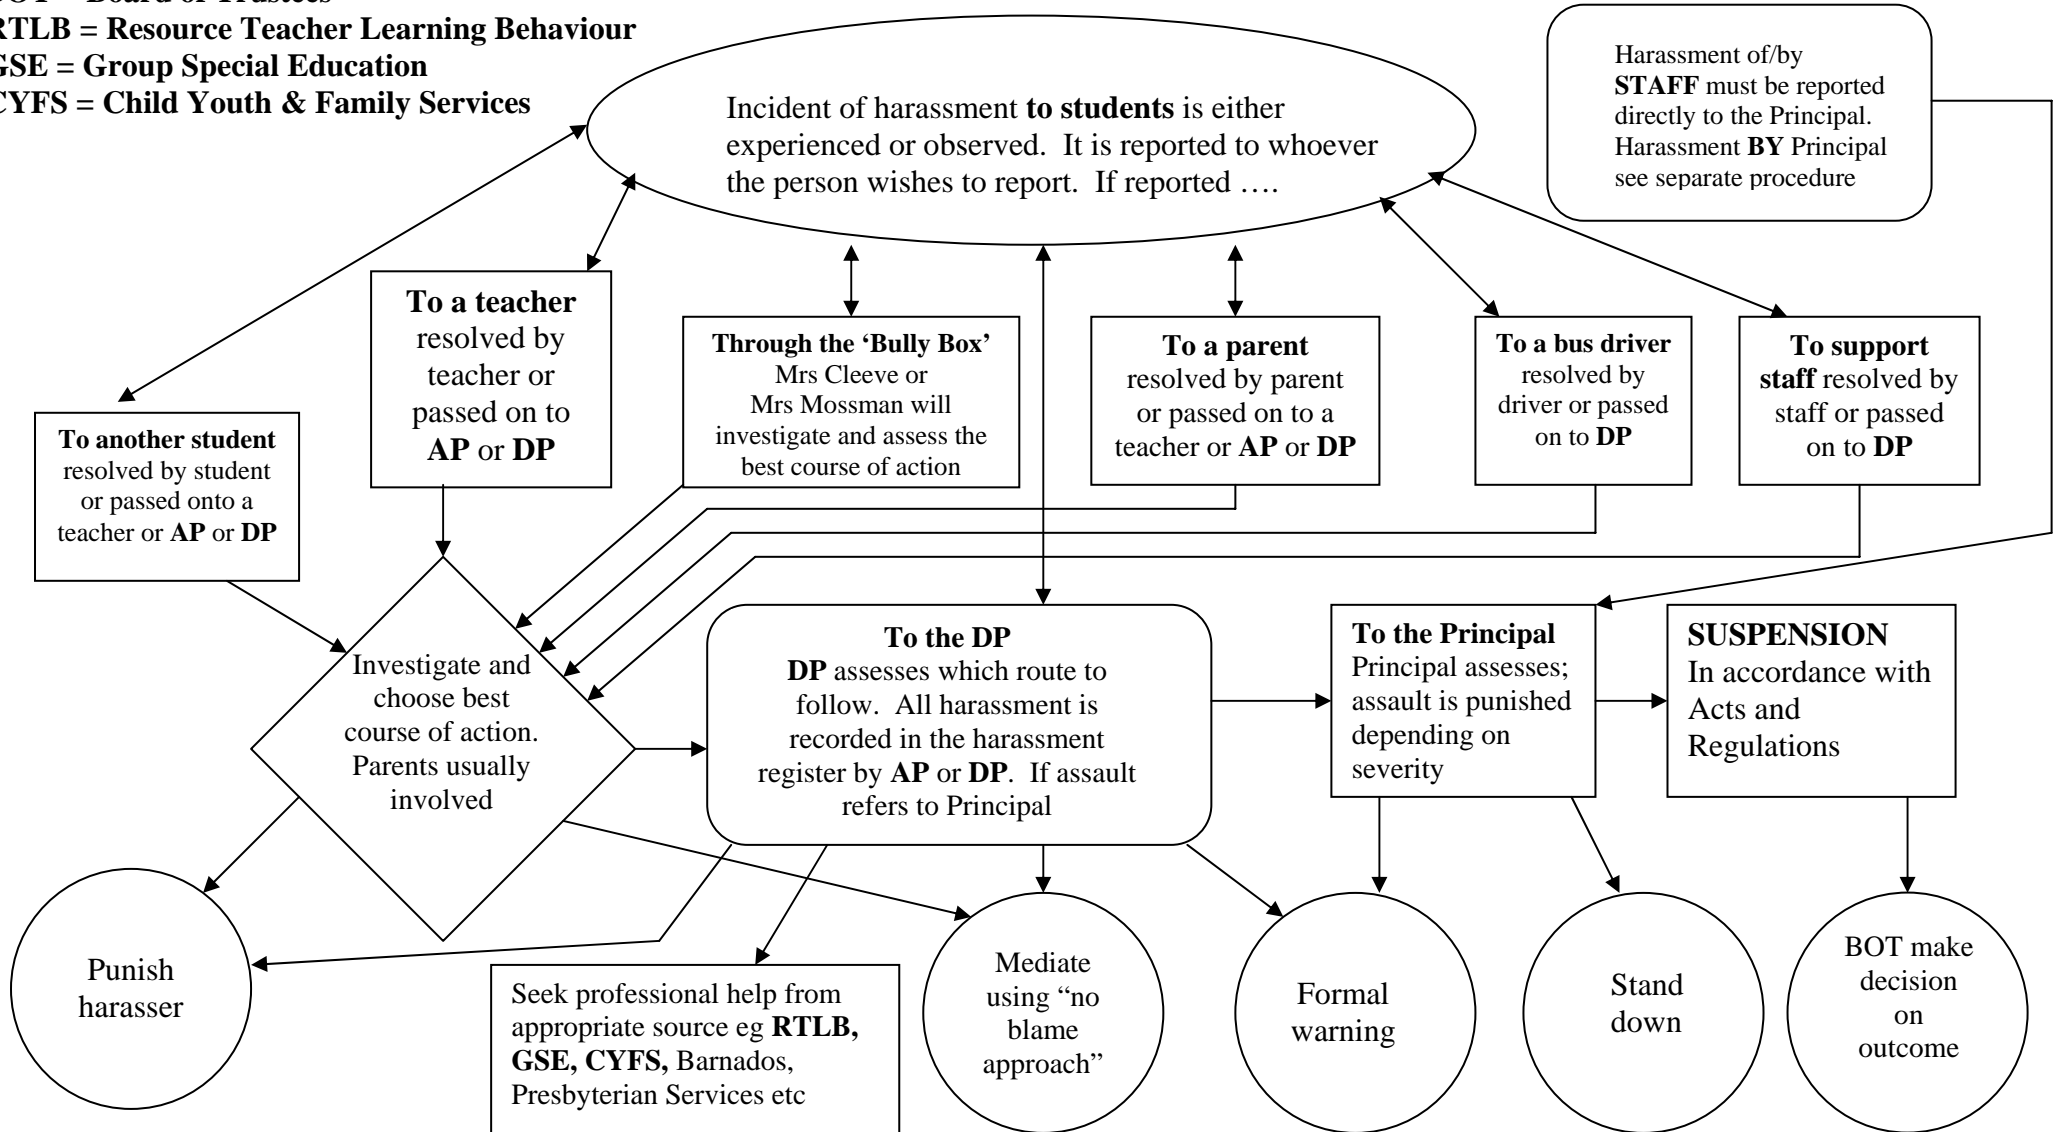 RTLB = Resource Teacher Learning Behaviour
GSE = Group Special Education
CYFS = Child Youth & Family Services
Incident of harassment to students is either
experienced or observed.  It is reported to whoever
the person wishes to report.  If reported ….
Harassment of/by
STAFF must be reported
directly to the Principal.
Harassment BY Principal
see separate procedure
To another student
resolved by student
or passed onto a
teacher or AP or DP
To a teacher
resolved by
teacher or
passed on to
AP or DP
Through the ‘Bully Box’
Mrs Cleeve or
Mrs Mossman will
investigate and assess the
best course of action
To a parent
resolved by parent
or passed on to a
teacher or AP or DP
To a bus driver
resolved by
driver or passed
on to DP
To support
staff resolved by
staff or passed
on to DP
Investigate and
choose best
course of action.
Parents usually
involved
To the DP
DP assesses which route to
follow.  All harassment is
recorded in the harassment
register by AP or DP.  If assault
refers to Principal
To the Principal
Principal assesses;
assault is punished
depending on
severity
SUSPENSION
In accordance with
Acts and
Regulations
Punish
harasser
Seek professional help from
appropriate source eg RTLB,
GSE, CYFS, Barnados,
Presbyterian Services etc
Mediate
using “no
blame
approach”
Formal
warning
Stand
down
BOT make
decision
on
outcome